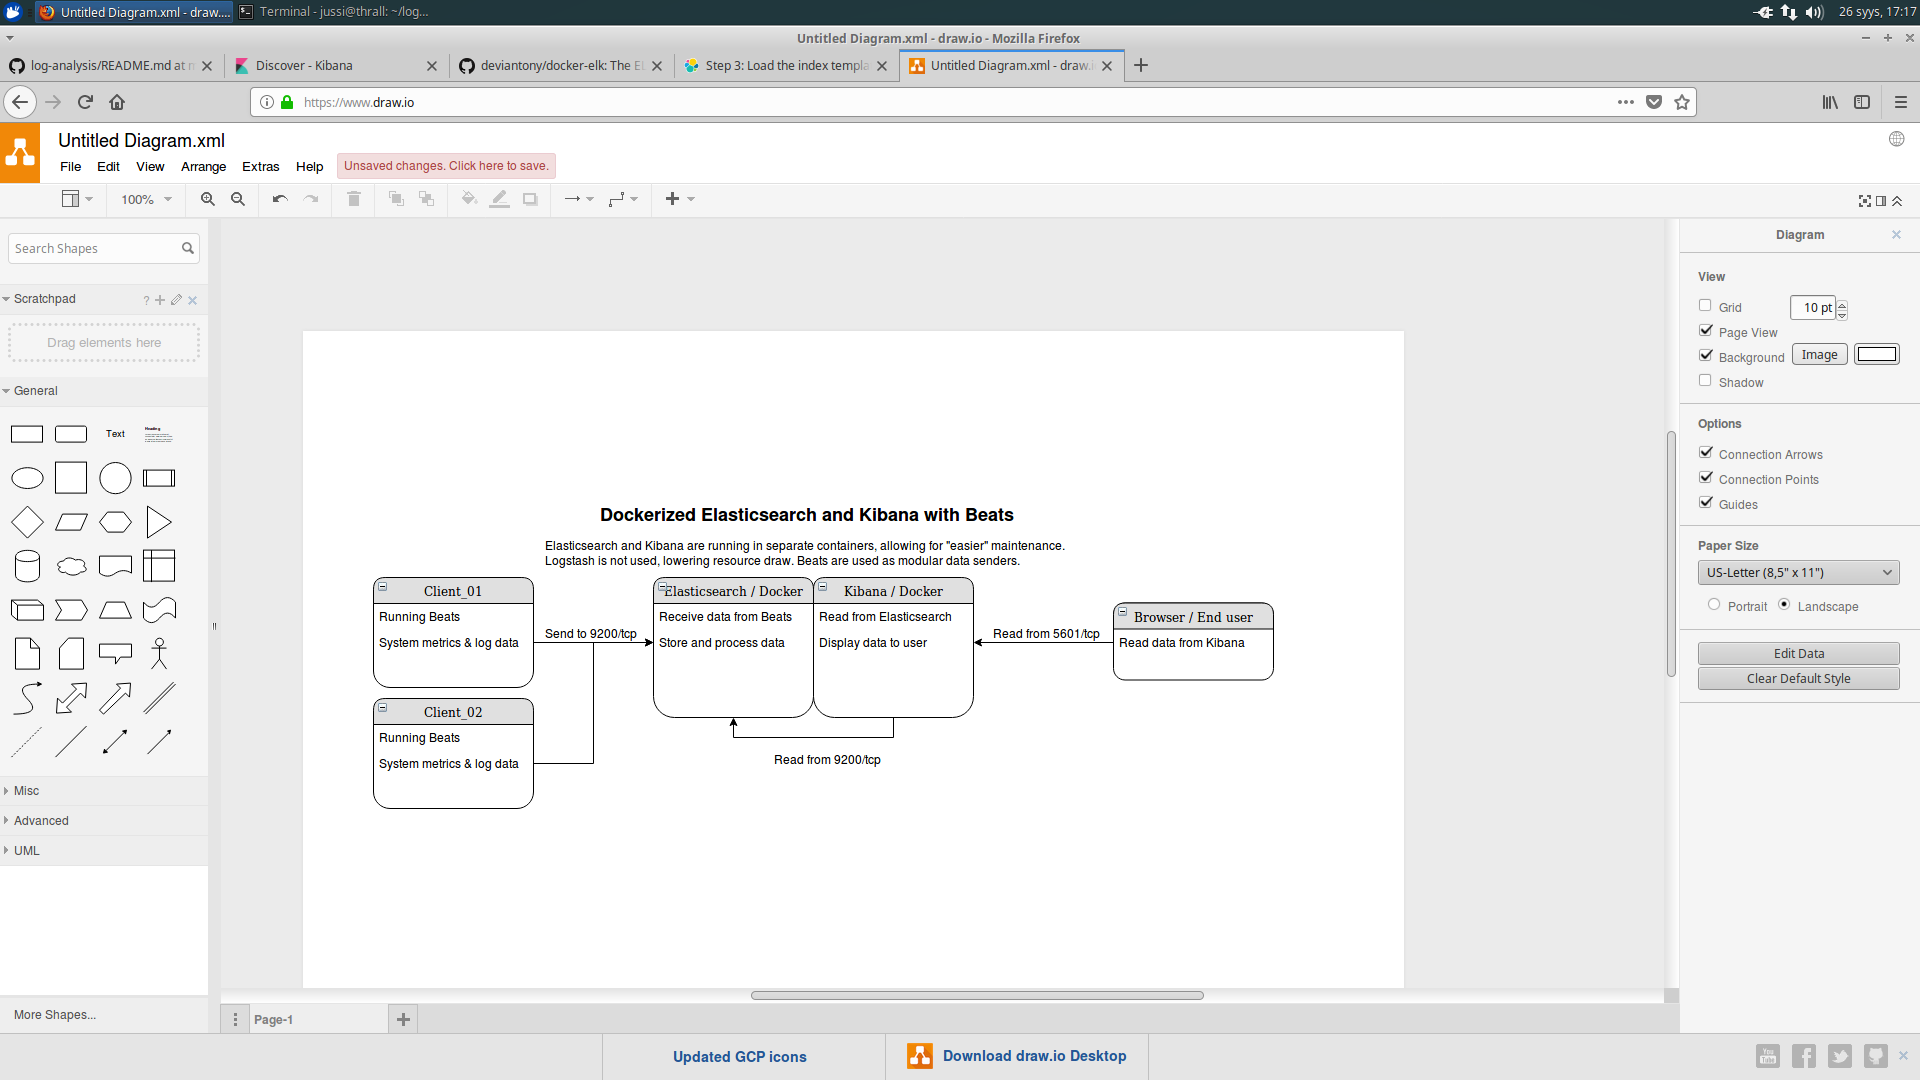 Untitled Diagram.xml - draw....
Terminal - jussi@thrall: ~/log...
26 syys, 17:17
Untitled Diagram.xml - draw.io - Mozilla Firefox
log-analysis/README.md at m
Discover - Kibana
deviantony/docker-elk: The E
Step 3: Load the index templa
Untitled Diagram.xml - draw.i
https://www.draw.io
Untitled Diagram.xml
File Edit View Arrange Extras Help
Unsaved changes. Click here to save.
100%
Search Shapes
Scratchpad
?
Drag elements here
General
Text
Heading
Misc
Advanced
UML
More Shapes...
Dockerized Elasticsearch and Kibana with Beats
Elasticsearch and Kibana are running in separate containers, allowing for "easier" maintenance.
Logstash is not used, lowering resource draw. Beats are used as modular data senders.
Client_01
Running Beats
System metrics & log data
Client_02
Running Beats
System metrics & log data
Send to 9200/tcp
Elasticsearch / Docker
Receive data from Beats
Store and process data
Kibana / Docker
Read from Elasticsearch
Display data to user
Read from 9200/tcp
Read from 5601/tcp
Browser / End user
Read data from Kibana
Diagram
View
Grid
10 pt
Page View
Background
Image
Shadow
Options
Connection Arrows
Connection Points
Guides
Paper Size
US-Letter (8,5" x 11")
Portrait
Landscape
Edit Data
Clear Default Style
Page-1
Updated GCP icons
Download draw.io Desktop
You
Tube